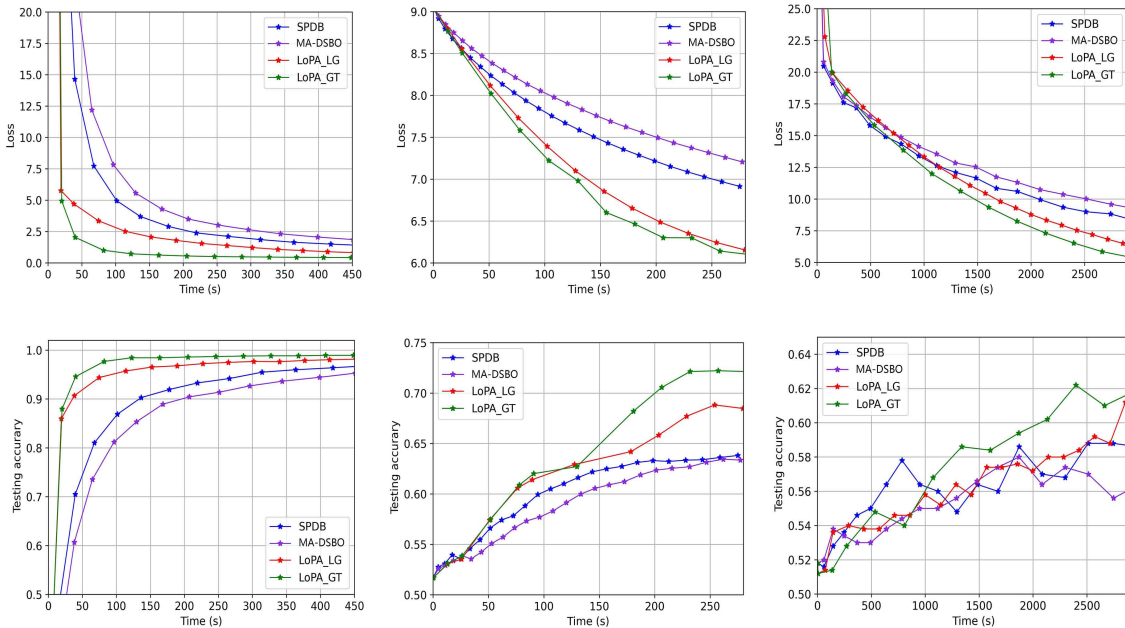 20.0
17.5
15.0
12.5
10.0
7.5
5.0
2.5
0.0
Loss
SPDB
MA-DSBO
LoPA_LG
LoPA_GT
0 50 100 150 200 250 300 350 400 450
Time (s)
9.0
8.5
8.0
7.5
7.0
6.5
6.0
Loss
SPDB
MA-DSBO
LoPA_LG
LoPA_GT
0 50 100 150 200 250
Time (s)
25.0
22.5
20.0
17.5
15.0
12.5
10.0
7.5
5.0
Loss
SPDB
MA-DSBO
LoPA_LG
LoPA_GT
0 500 1000 1500 2000 2500
Time (s)
1.0
0.9
0.8
0.7
0.6
0.5
Testing accurary
SPDB
MA-DSBO
LoPA_LG
LoPA_GT
0 50 100 150 200 250 300 350 400 450
Time (s)
0.75
0.70
0.65
0.60
0.55
0.50
Testing accurary
SPDB
MA-DSBO
LoPA_LG
LoPA_GT
0 50 100 150 200 250
Time (s)
0.64
0.62
0.60
0.58
0.56
0.54
0.52
0.50
Testing accurary
SPDB
MA-DSBO
LoPA_LG
LoPA_GT
0 500 1000 1500 2000 2500
Time (s)